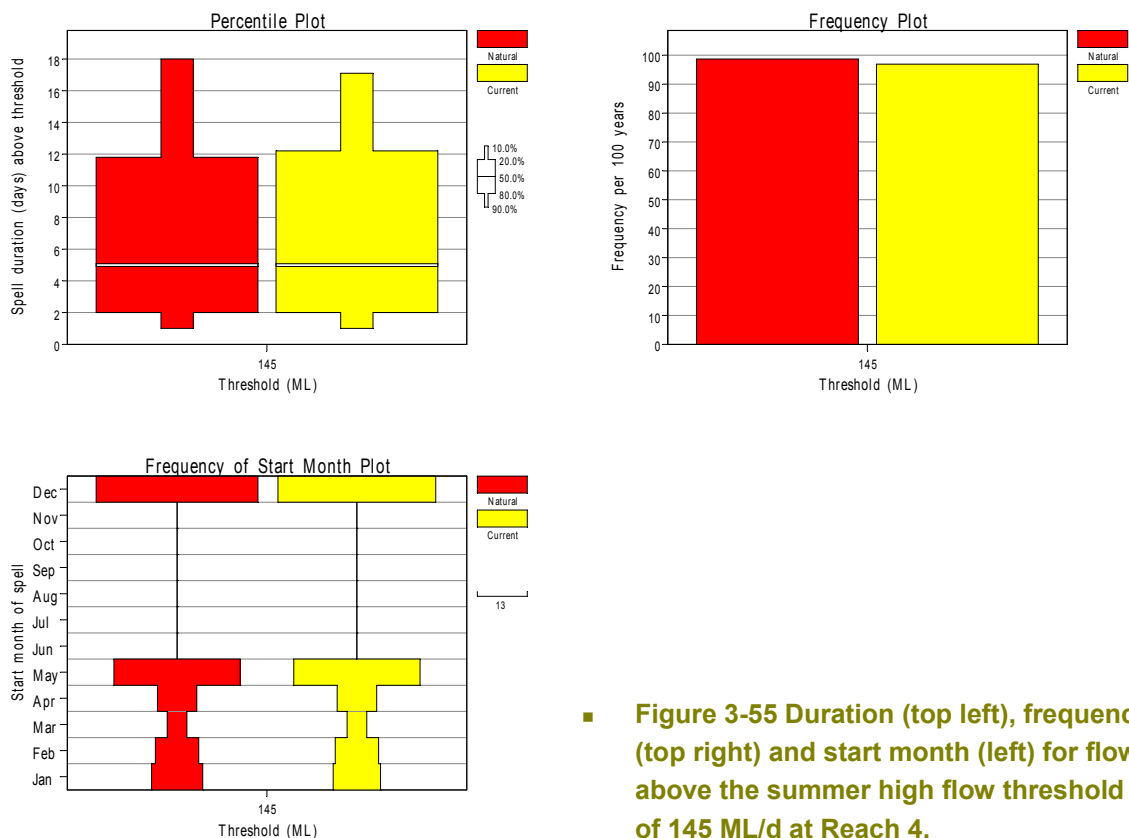 Percentile Plot
Spell duration (days) above threshold
18
16
14
12
10
8
6
4
2
0
145
Threshold (ML)
Natural
Current
10.0%
20.0%
50.0%
80.0%
90.0%
Frequency Plot
Frequency per 100 years
100
90
80
70
60
50
40
30
20
10
0
145
Threshold (ML)
Natural
Current
Frequency of Start Month Plot
Start month of spell
Dec
Nov
Oct
Sep
Aug
Jul
Jun
May
Apr
Mar
Feb
Jan
145
Threshold (ML)
Natural
Current
13
▪ Figure 3-55 Duration (top left), frequenc
(top right) and start month (left) for flow
above the summer high flow threshold
of 145 ML/d at Reach 4.